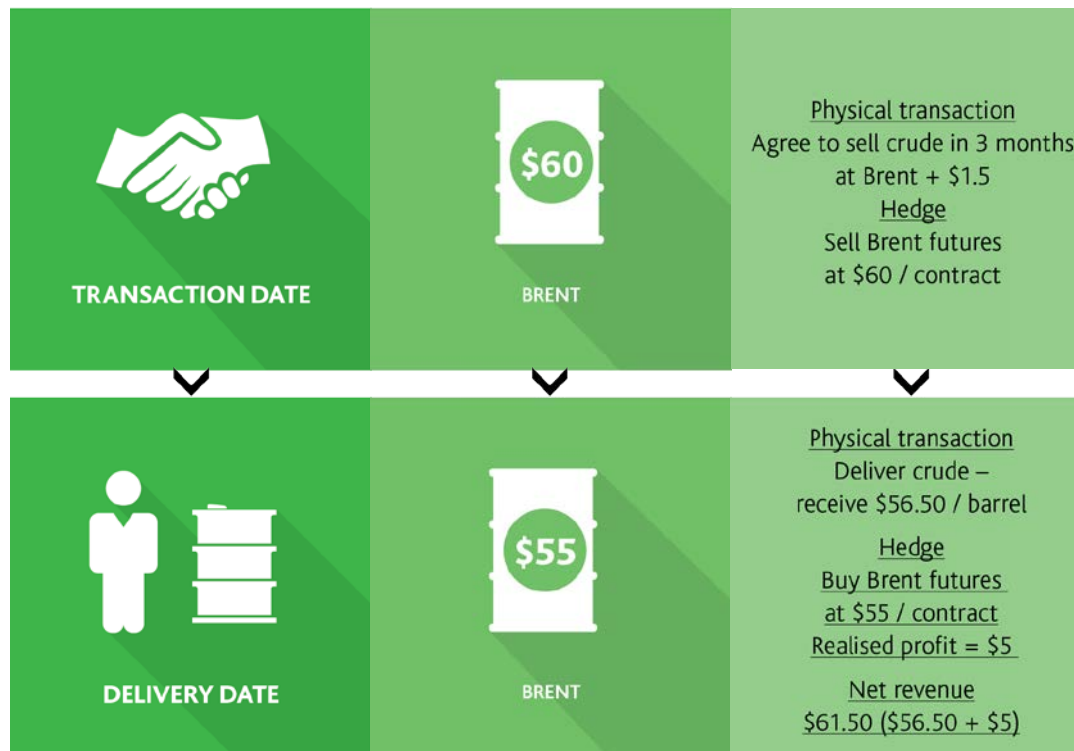 TRANSACTION DATE
$60
BRENT
Physical transaction
Agree to sell crude in 3 months
at Brent + $1.5
Hedge
Sell Brent futures
at $60 / contract
DELIVERY DATE
$55
BRENT
Physical transaction
Deliver crude –
receive $56.50 / barrel
Hedge
Buy Brent futures
at $55 / contract
Realised profit = $5
Net revenue
$61.50 ($56.50 + $5)